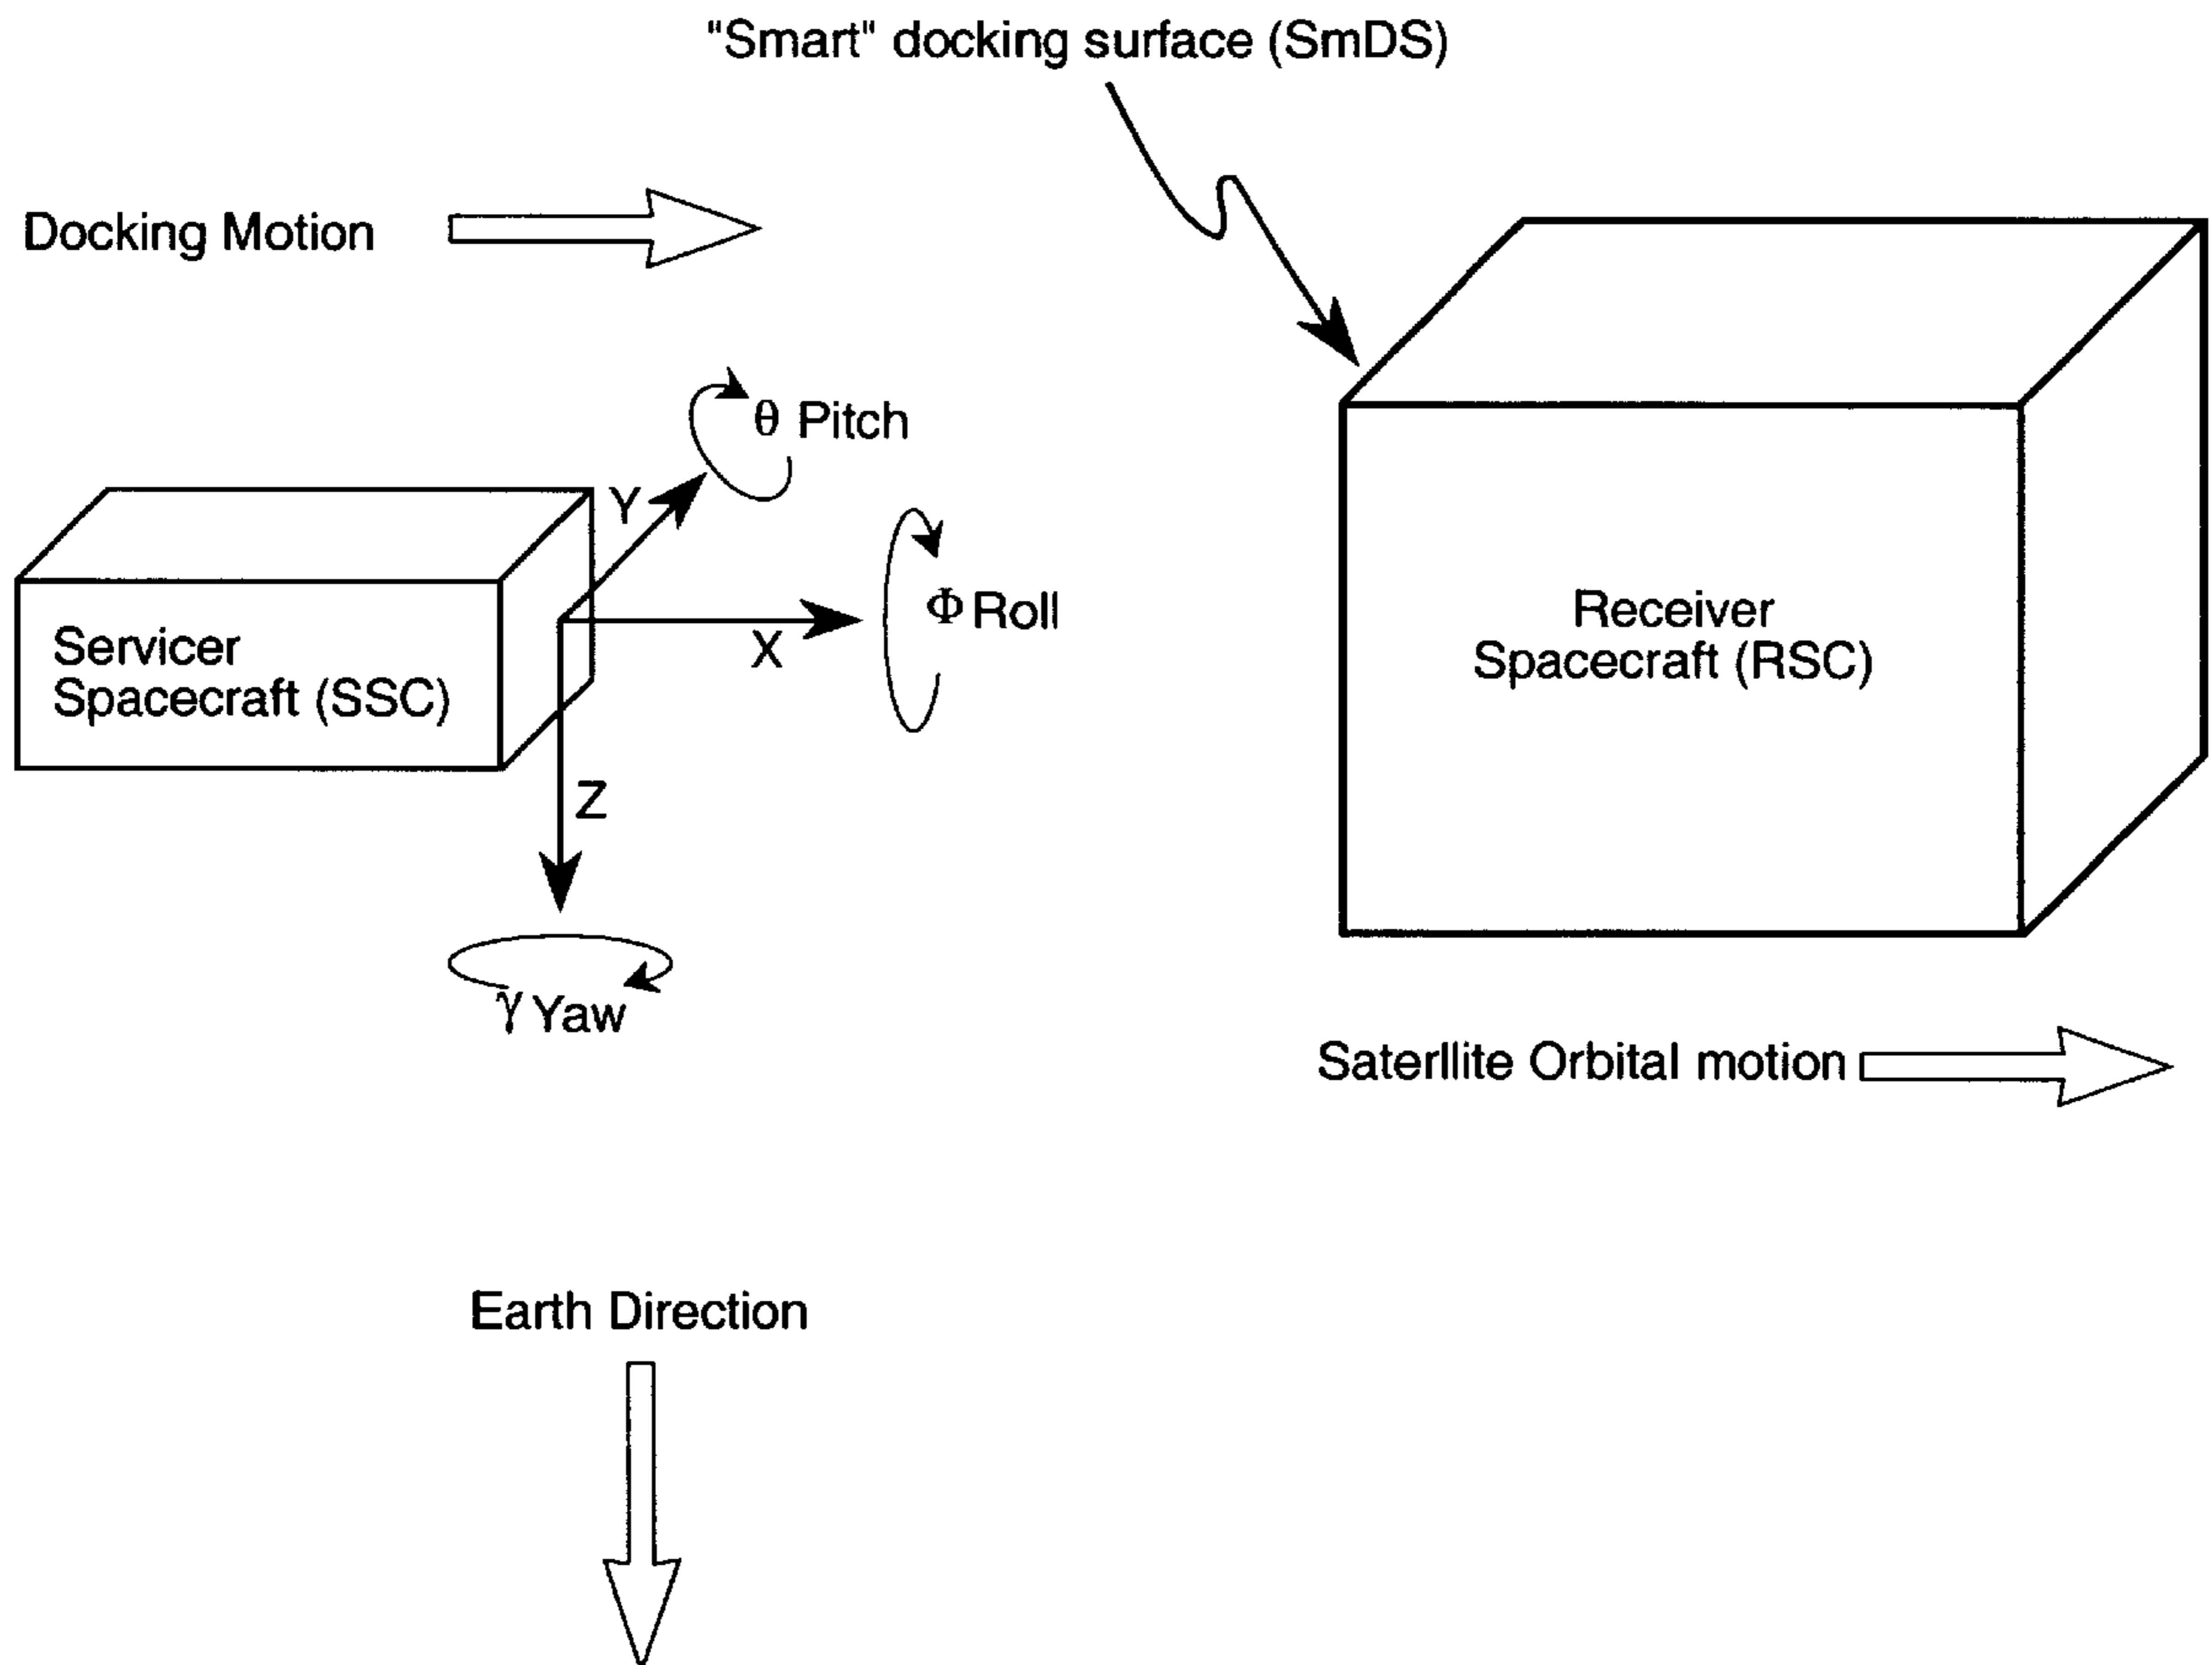 "Smart" docking surface (SmDS)
Docking Motion
θ Pitch
Y
Φ Roll
X
Servicer
Spacecraft (SSC)
Receiver
Spacecraft (RSC)
Z
γ Yaw
Saterllite Orbital motion
Earth Direction